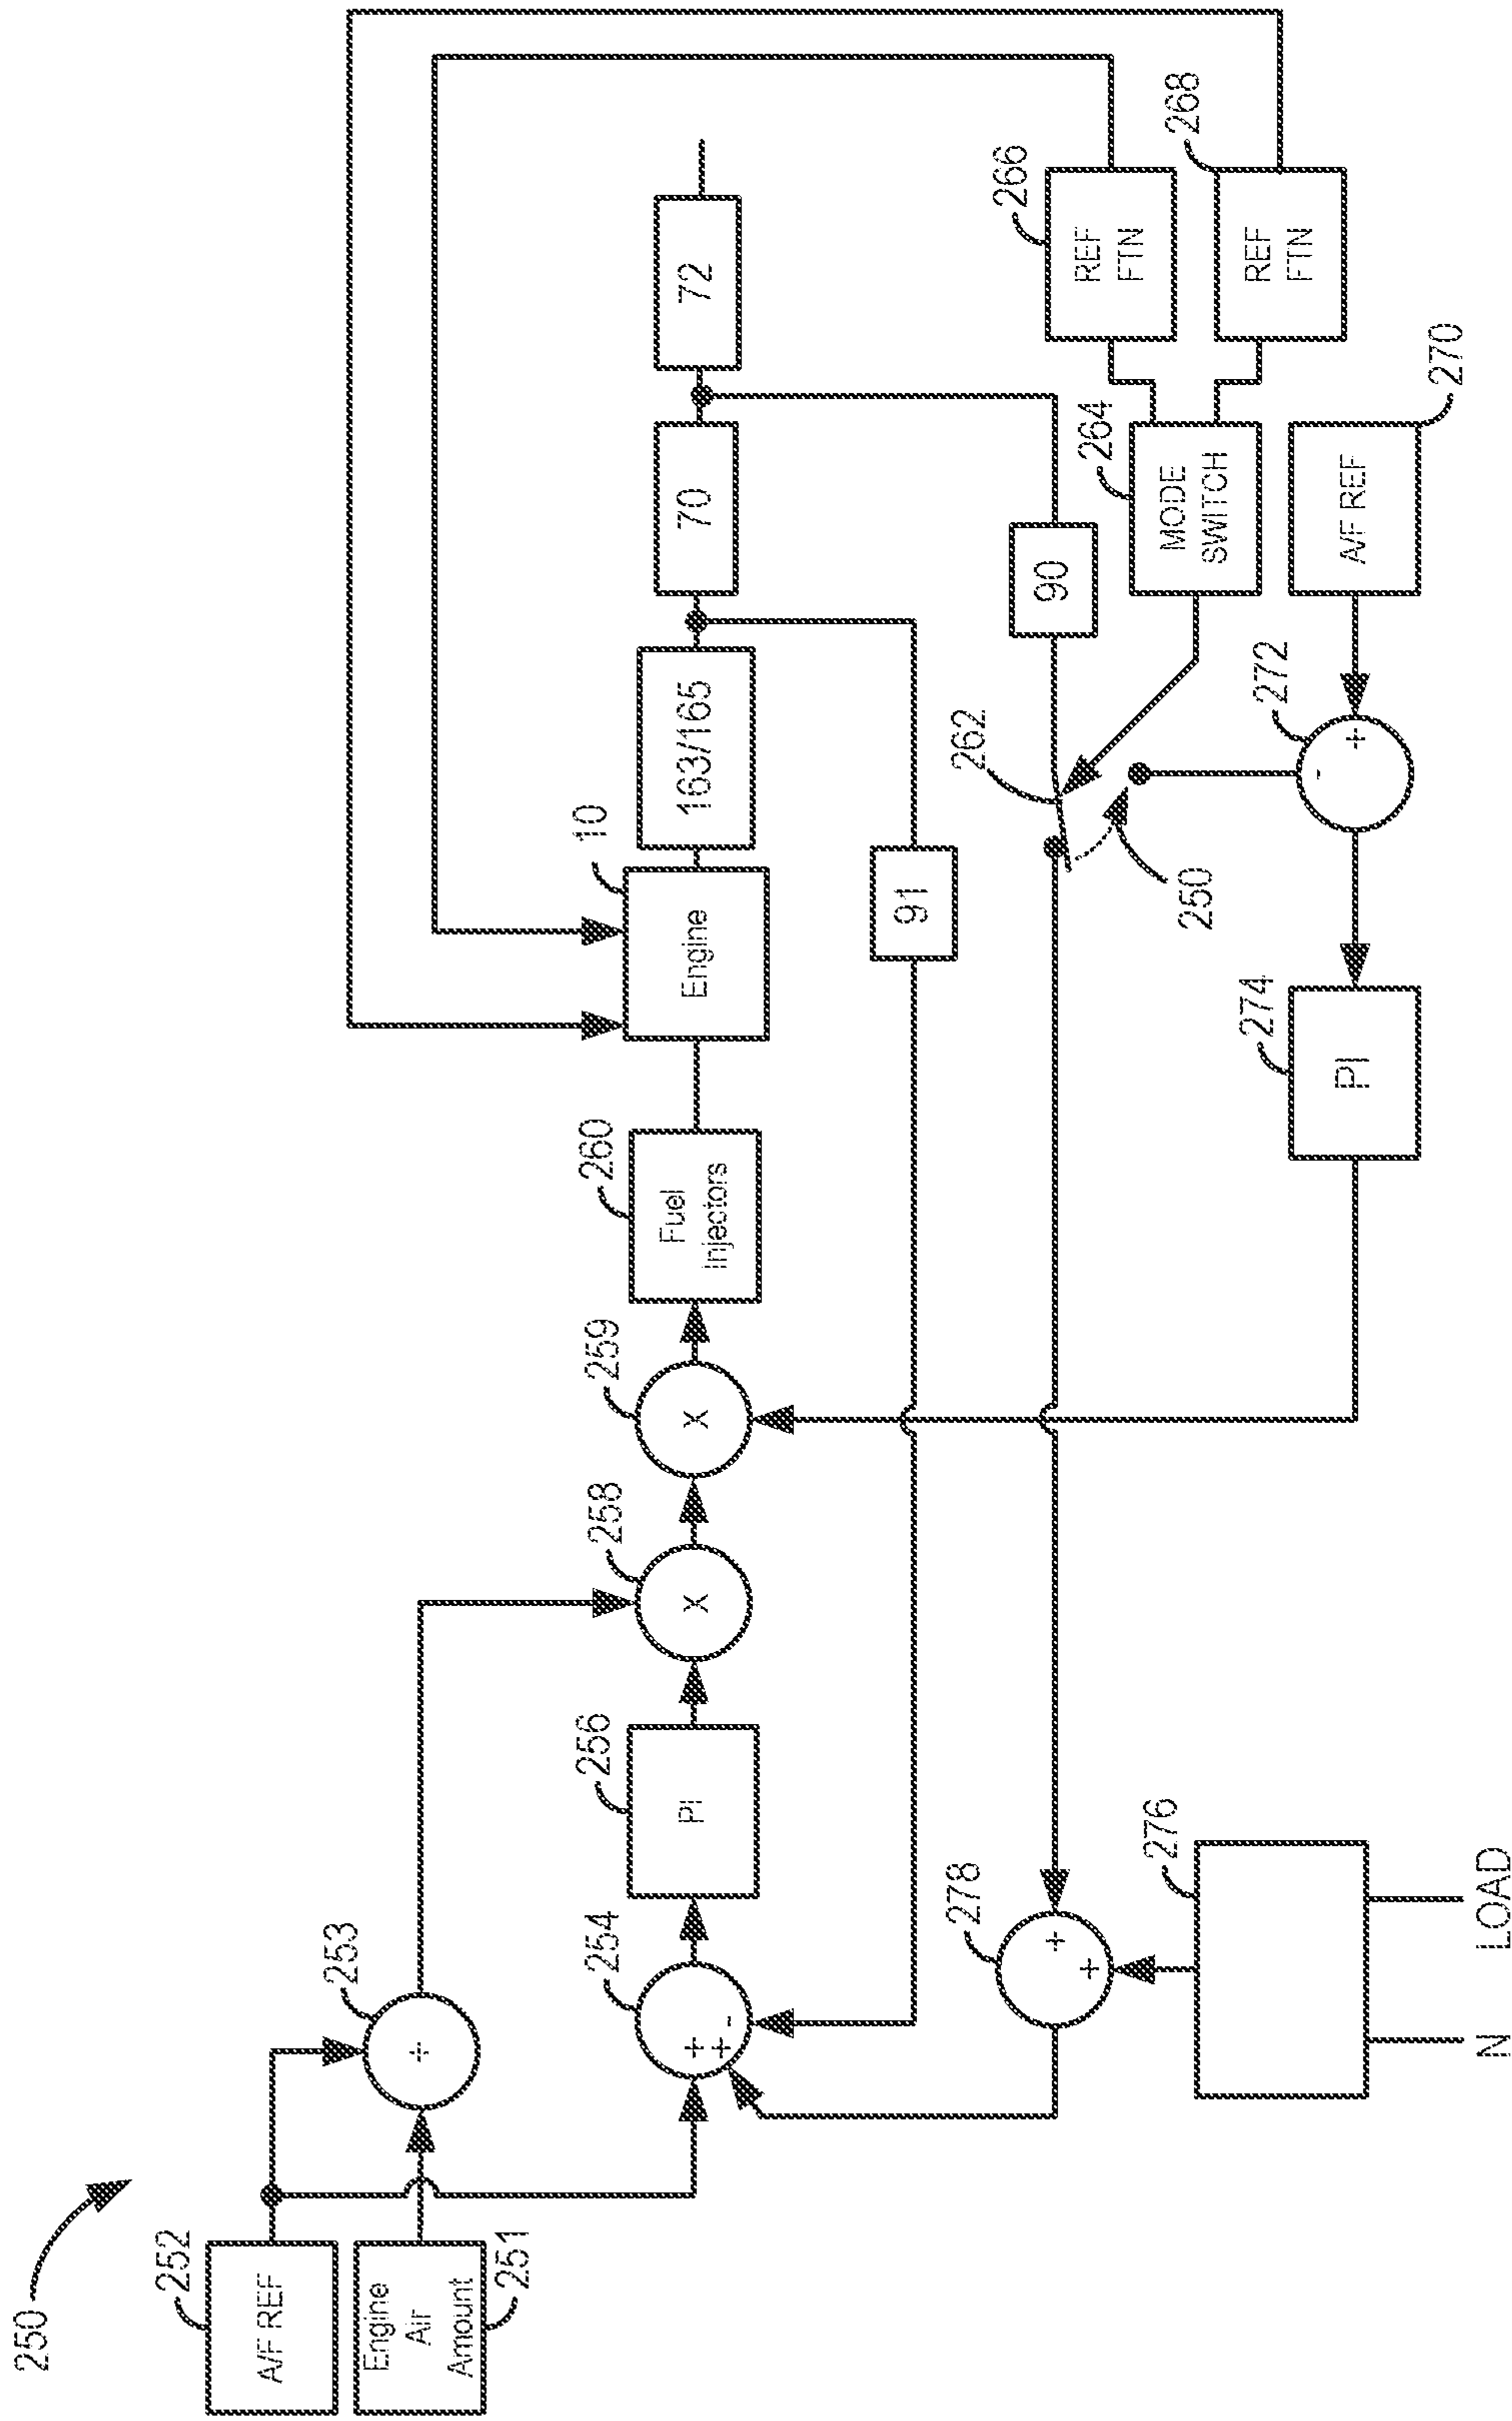 250
252
A/F REF
Engine
Air
Amount
251
253
÷
254
+
+
-
256
PI
258
X
259
X
260
Fuel
Injectors
10
Engine
163/165
70
72
91
90
262
250
264
MODE
SWITCH
266
REF
FTN
268
REF
FTN
270
A/F REF
272
+
-
274
PI
276
278
+
+
N
LOAD